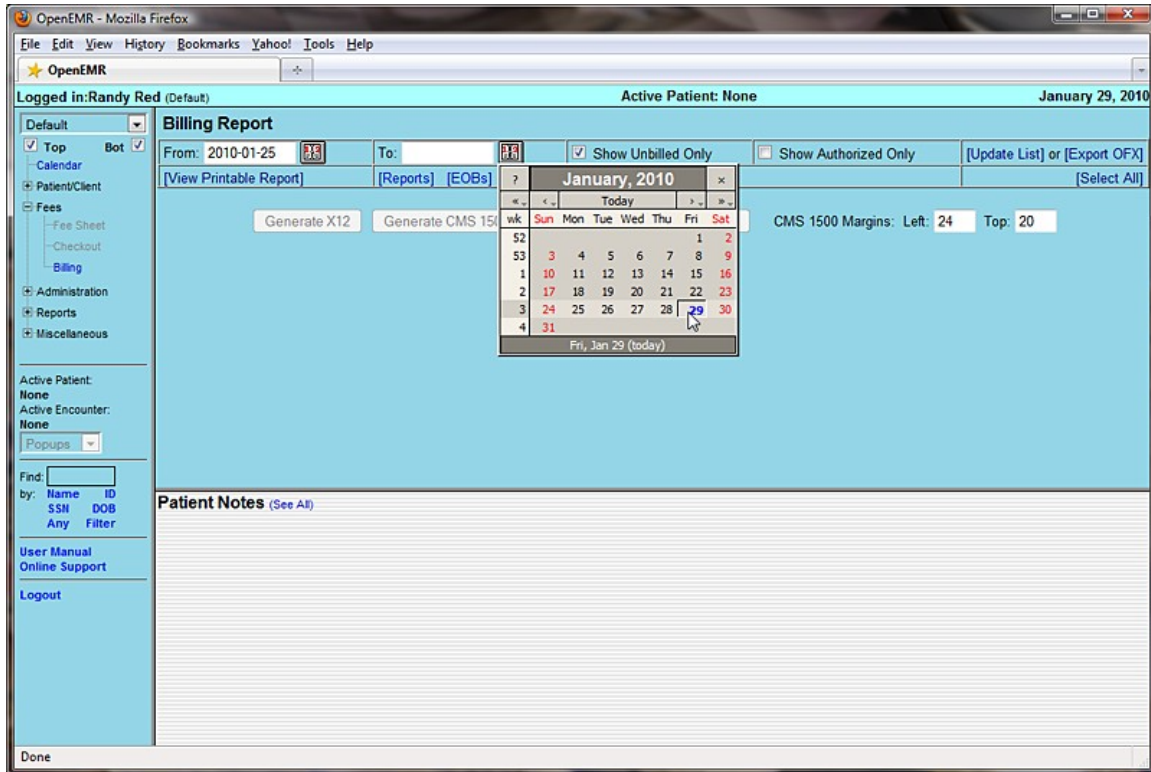 OpenEMR - Mozilla Firefox
File Edit View History Bookmarks Yahoo! Tools Help
OpenEMR
Logged in:Randy Red (Default) Active Patient: None January 29, 2010
Default
Top Bot
Calendar
Patient/Client
Fees
Fee Sheet
Checkout
Billing
Administration
Reports
Miscellaneous
Active Patient:
None
Active Encounter:
None
Popups
Find:
by: Name ID
SSN DOB
Any Filter
User Manual
Online Support
Logout
Billing Report
From: 2010-01-25 To: Show Unbilled Only Show Authorized Only [Update List] or [Export OFX]
[View Printable Report] [Reports] [EOBs] [Select All]
Generate X12 Generate CMS 150 CMS 1500 Margins: Left: 24 Top: 20
? January, 2010 ×
« ‹ Today › »
wk Sun Mon Tue Wed Thu Fri Sat
52 1 2
53 3 4 5 6 7 8 9
1 10 11 12 13 14 15 16
2 17 18 19 20 21 22 23
3 24 25 26 27 28 29 30
4 31
Fri, Jan 29 (today)
Patient Notes (See All)
Done